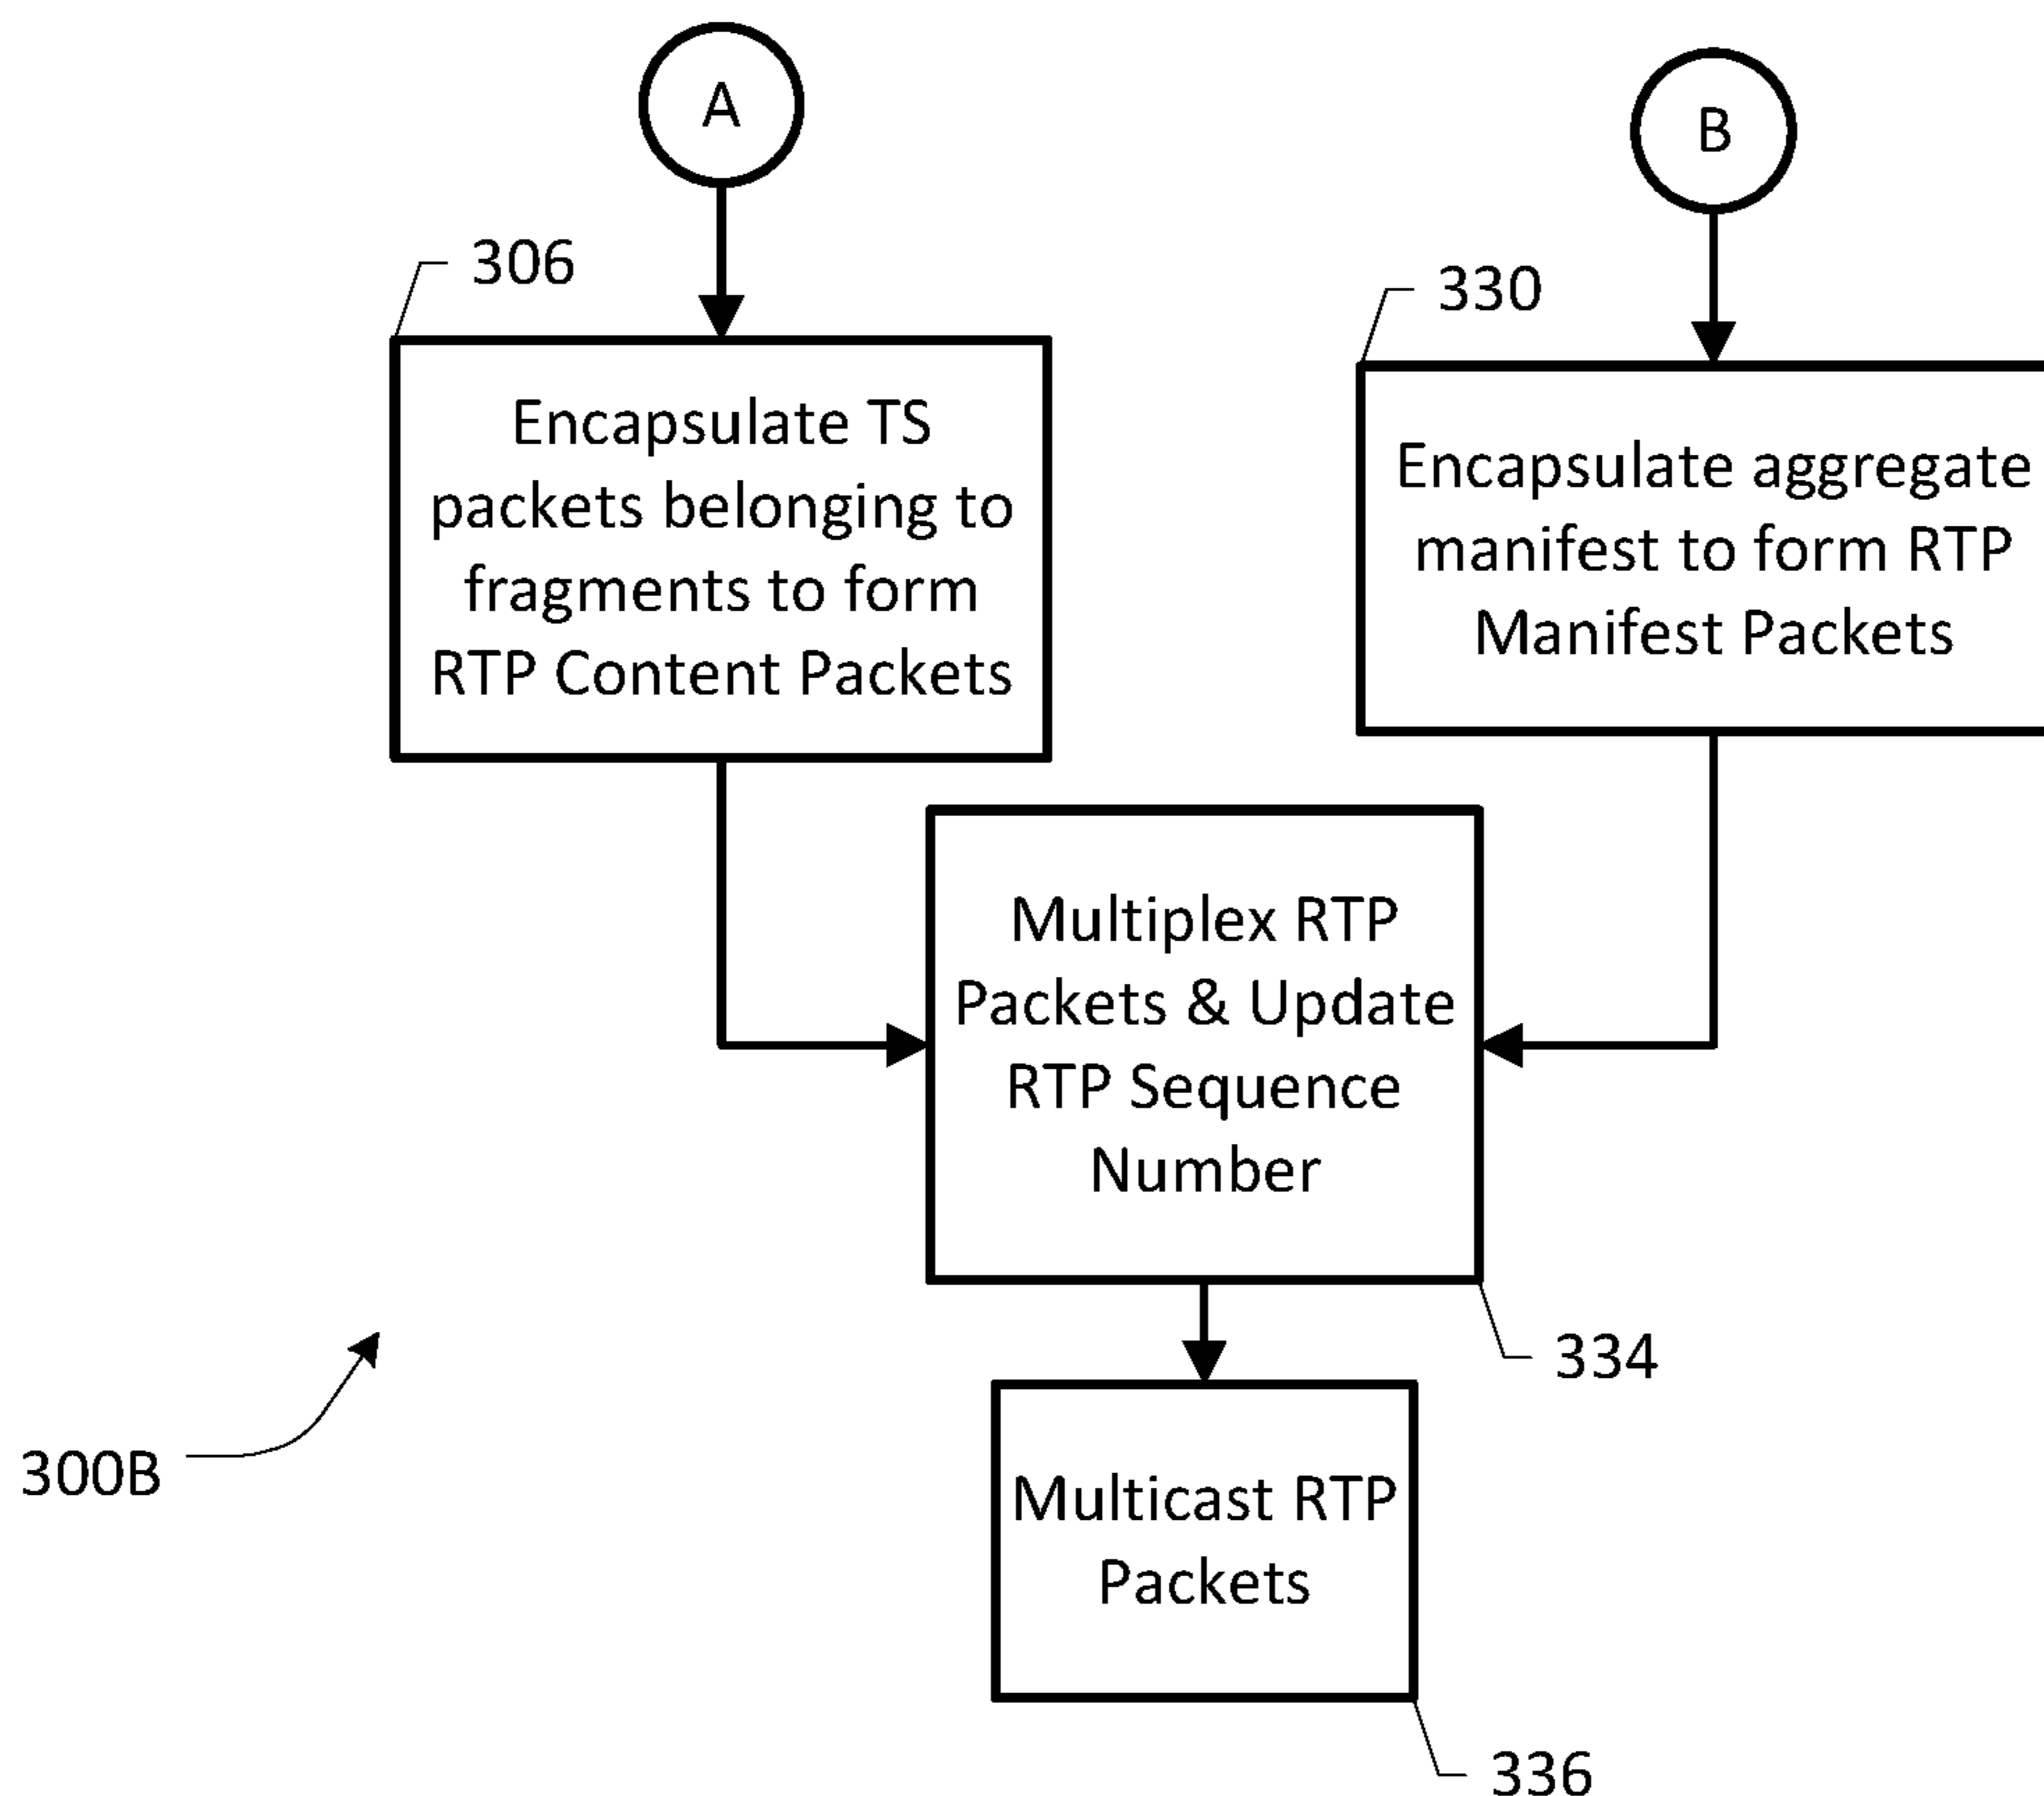 A
B
306
330
Encapsulate TS
packets belonging to
fragments to form
RTP Content Packets
Encapsulate aggregate
manifest to form RTP
Manifest Packets
Multiplex RTP
Packets & Update
RTP Sequence
Number
334
300B
Multicast RTP
Packets
336